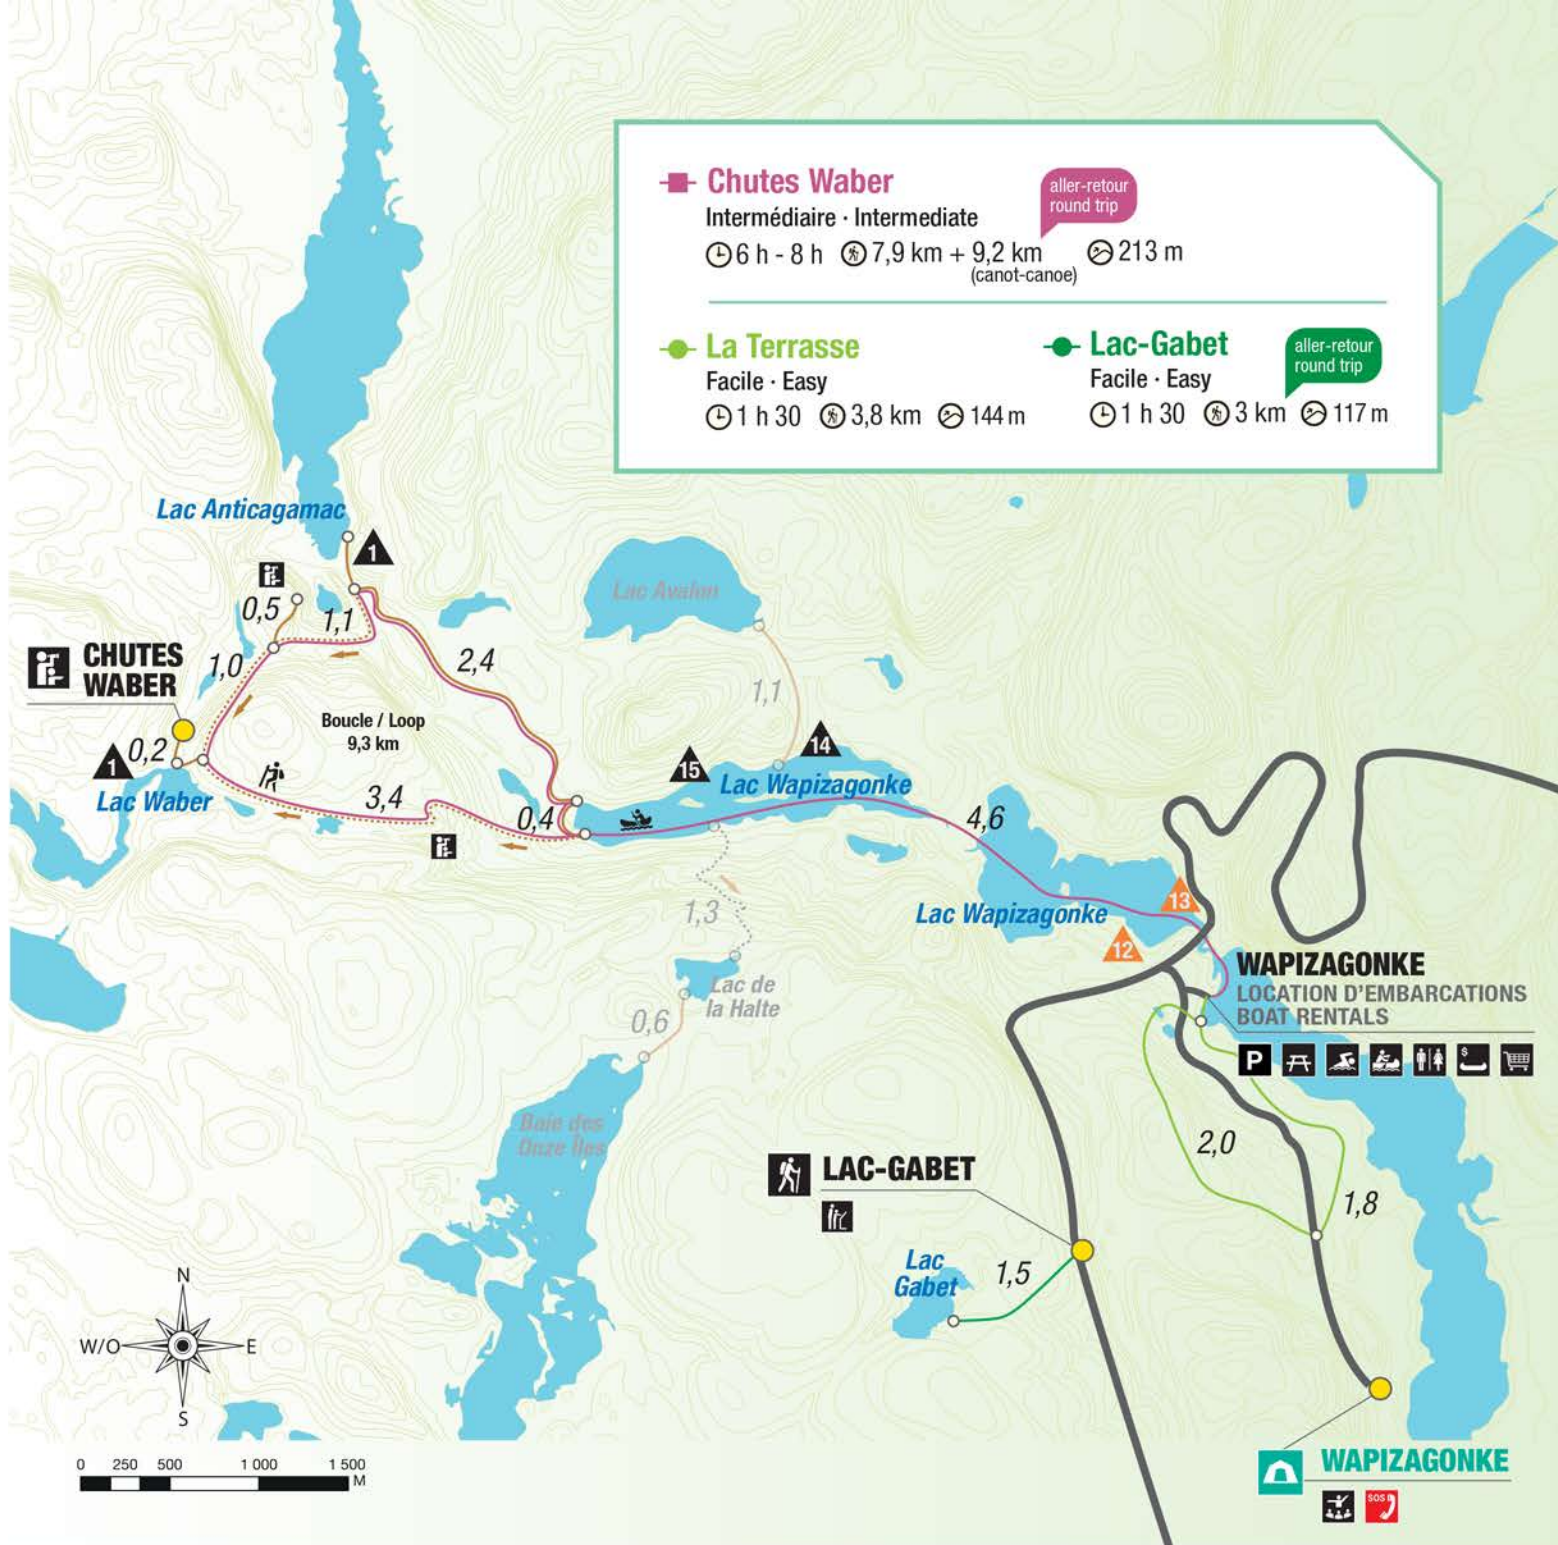 Chutes Waber
aller-retour
round trip
Intermédiaire · Intermediate
6 h - 8 h 7,9 km + 9,2 km 213 m
(canot-canoe)
La Terrasse
Facile · Easy
1 h 30 3,8 km 144 m
Lac-Gabet
aller-retour
round trip
Facile · Easy
1 h 30 3 km 117 m
Lac Anticagamac
1
0,5
1,1
Lac Avalon
CHUTES
WABER
1,0
2,4
1,1
Boucle / Loop
9,3 km
1
0,2
Lac Waber
3,4
0,4
15
14
Lac Wapizagonke
4,6
1,3
Lac Wapizagonke
13
12
Lac de
la Halte
0,6
WAPIZAGONKE
LOCATION D'EMBARCATIONS
BOAT RENTALS
P
$
Baie des
Onze Îles
2,0
1,8
LAC-GABET
Lac
Gabet
1,5
N
W/O
E
S
0 250 500 1 000 1 500
M
WAPIZAGONKE
SOS